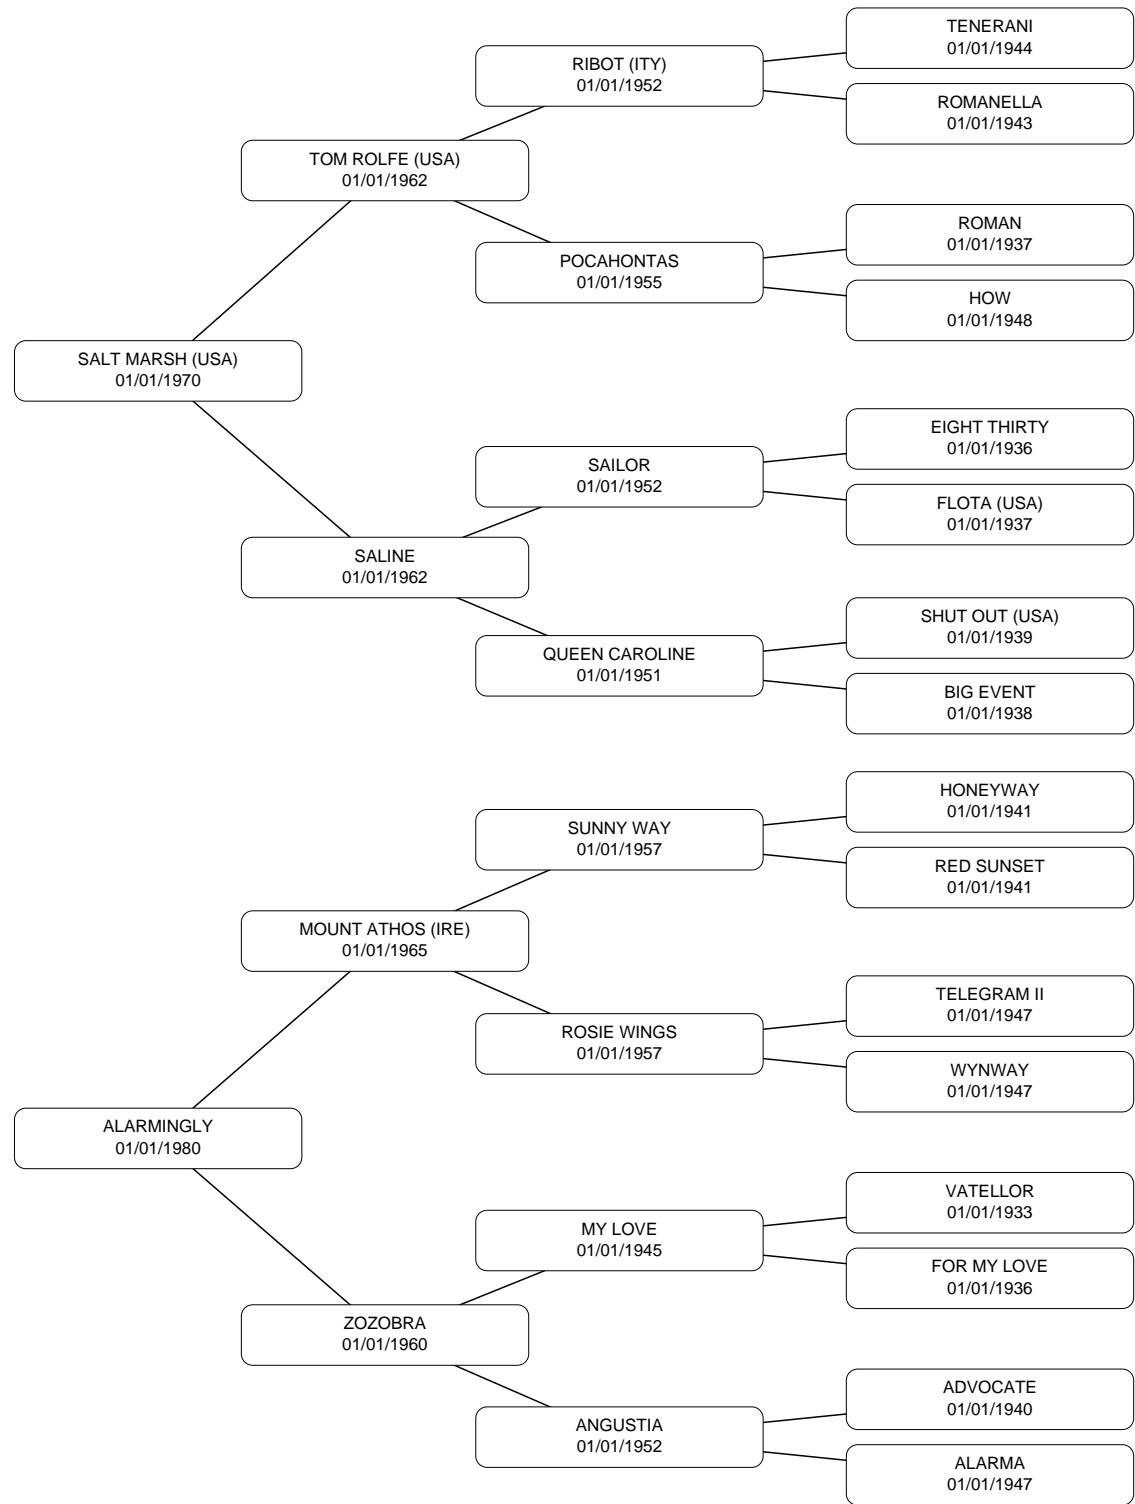 TENERANI
01/01/1944
RIBOT (ITY)
01/01/1952
ROMANELLA
01/01/1943
TOM ROLFE (USA)
01/01/1962
ROMAN
01/01/1937
POCAHONTAS
01/01/1955
HOW
01/01/1948
SALT MARSH (USA)
01/01/1970
EIGHT THIRTY
01/01/1936
SAILOR
01/01/1952
FLOTA (USA)
01/01/1937
SALINE
01/01/1962
SHUT OUT (USA)
01/01/1939
QUEEN CAROLINE
01/01/1951
BIG EVENT
01/01/1938
HONEYWAY
01/01/1941
SUNNY WAY
01/01/1957
RED SUNSET
01/01/1941
MOUNT ATHOS (IRE)
01/01/1965
TELEGRAM II
01/01/1947
ROSIE WINGS
01/01/1957
WYNWAY
01/01/1947
ALARMINGLY
01/01/1980
VATELLOR
01/01/1933
MY LOVE
01/01/1945
FOR MY LOVE
01/01/1936
ZOZOBRA
01/01/1960
ADVOCATE
01/01/1940
ANGUSTIA
01/01/1952
ALARMA
01/01/1947